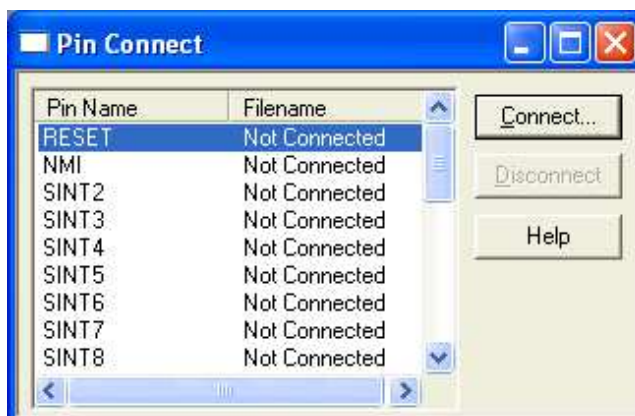 Pin Connect
Pin Name Filename
RESET Not Connected
NMI Not Connected
SINT2 Not Connected
SINT3 Not Connected
SINT4 Not Connected
SINT5 Not Connected
SINT6 Not Connected
SINT7 Not Connected
SINT8 Not Connected
Connect...
Disconnect
Help